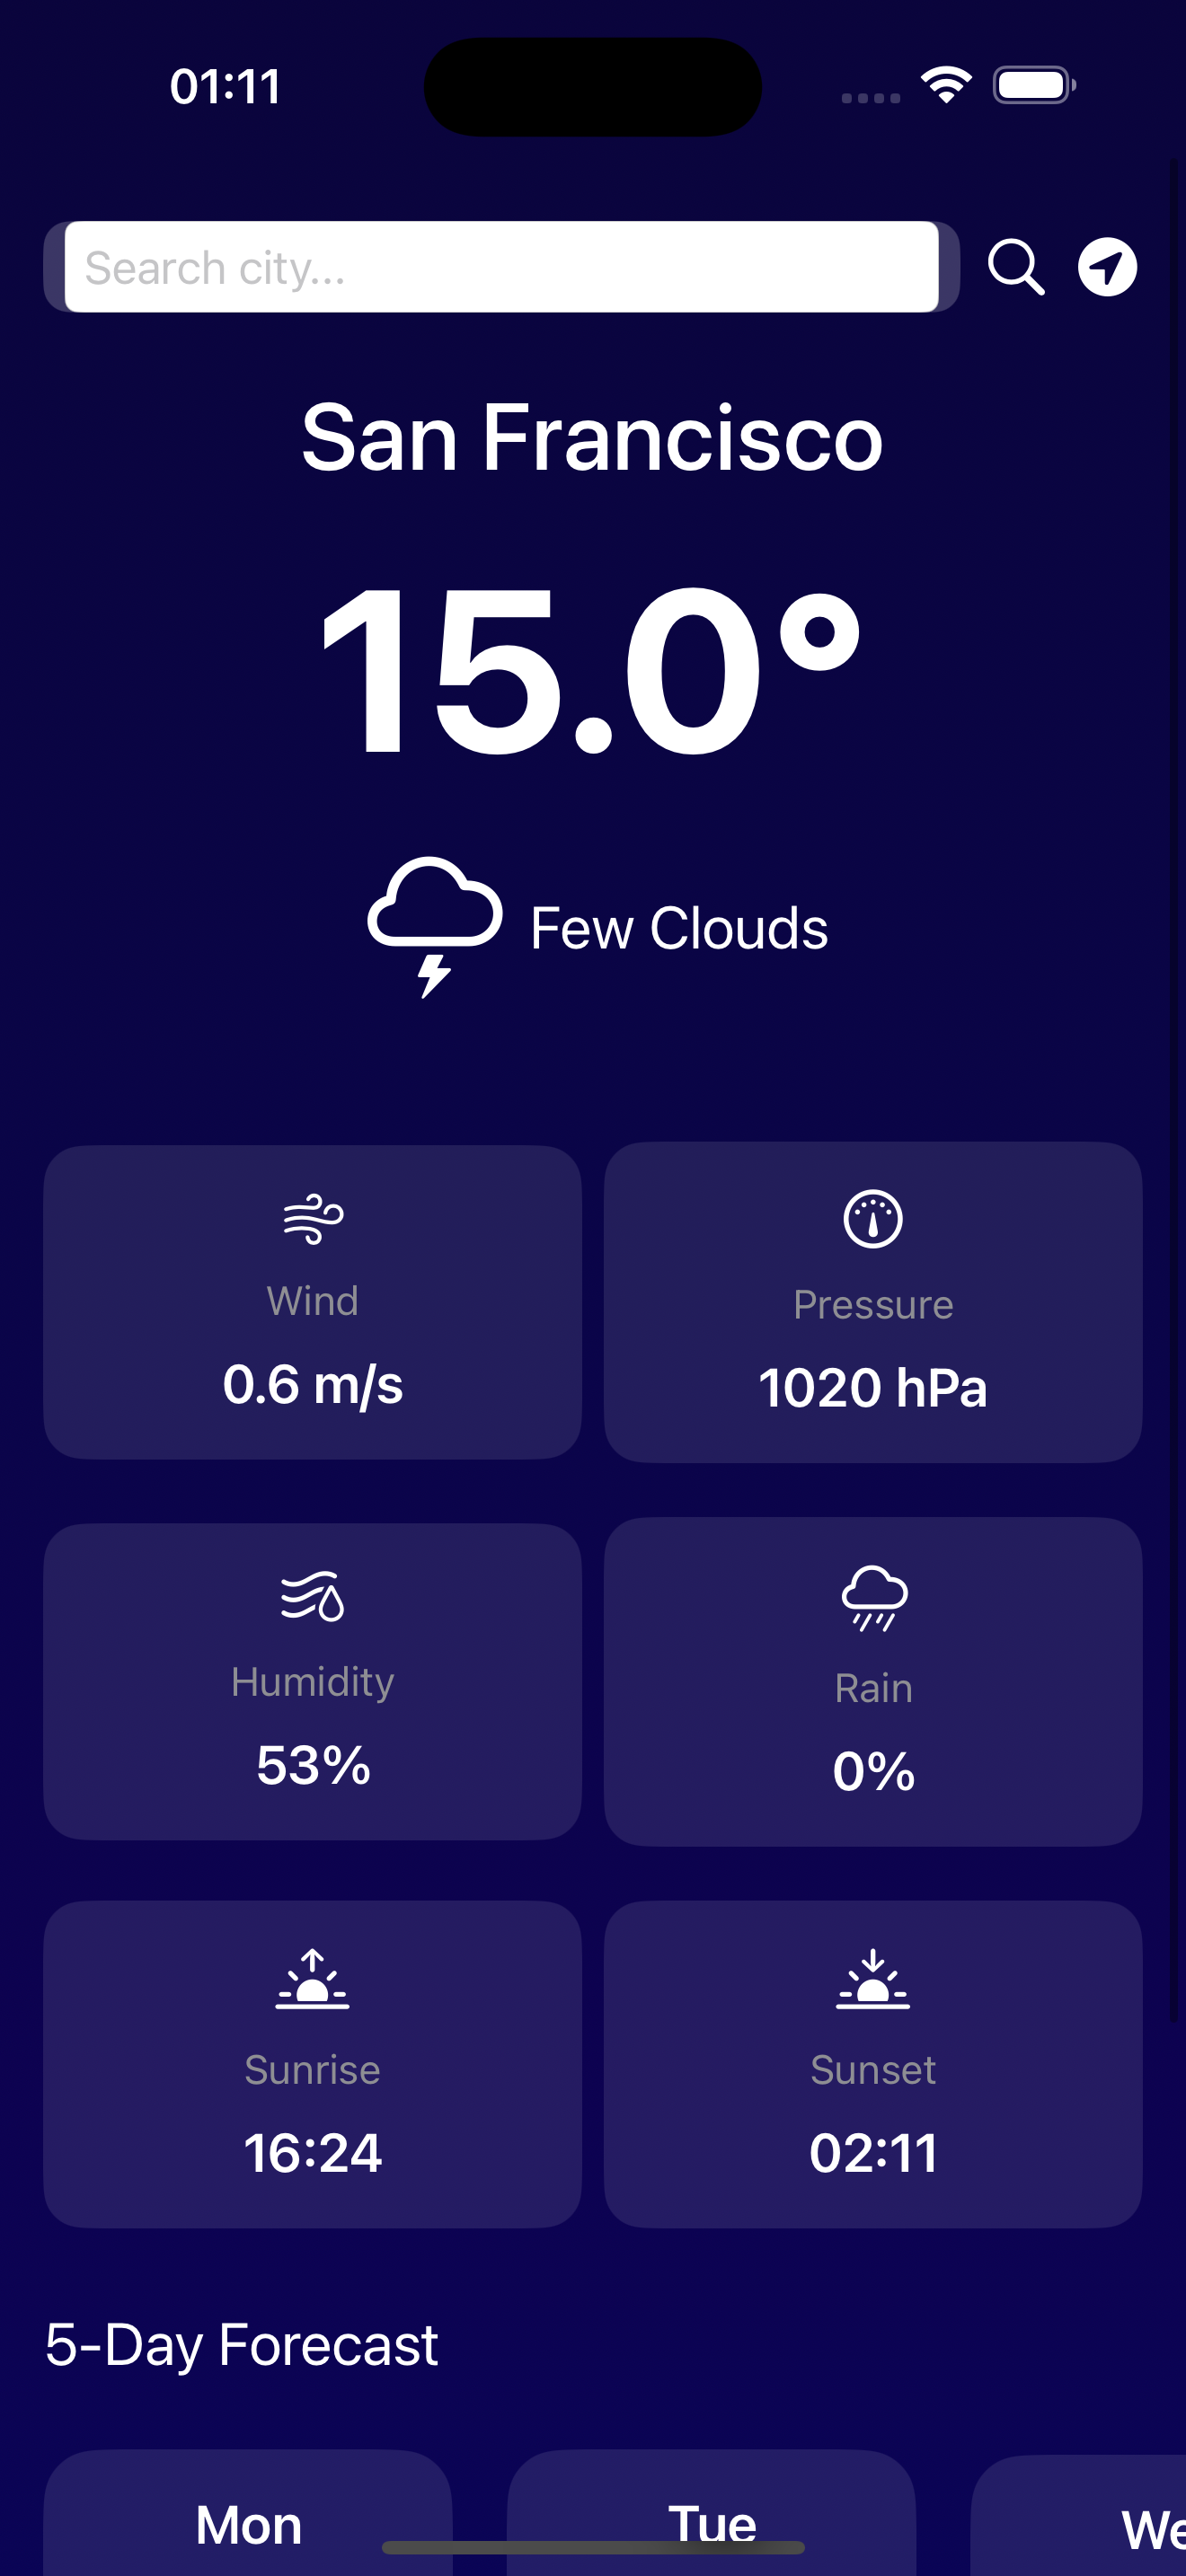 01:11
Search city...
San Francisco
15.0°
Few Clouds
Wind
0.6 m/s
Pressure
1020 hPa
Humidity
53%
Rain
0%
Sunrise
16:24
Sunset
02:11
5-Day Forecast
Mon
Tue
We